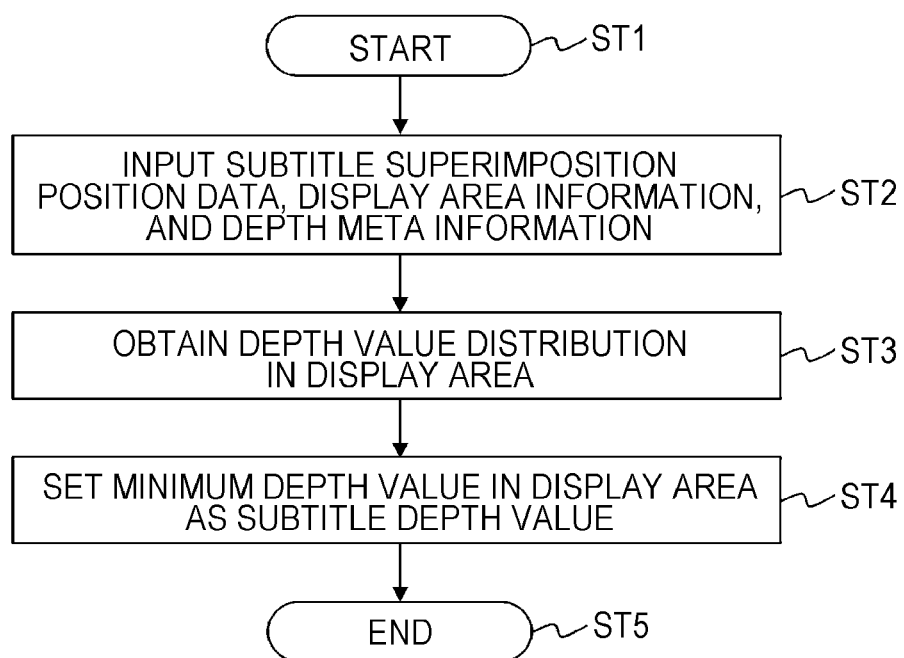 START
ST1
INPUT SUBTITLE SUPERIMPOSITION
POSITION DATA, DISPLAY AREA INFORMATION,
AND DEPTH META INFORMATION
ST2
OBTAIN DEPTH VALUE DISTRIBUTION
IN DISPLAY AREA
ST3
SET MINIMUM DEPTH VALUE IN DISPLAY AREA
AS SUBTITLE DEPTH VALUE
ST4
END
ST5